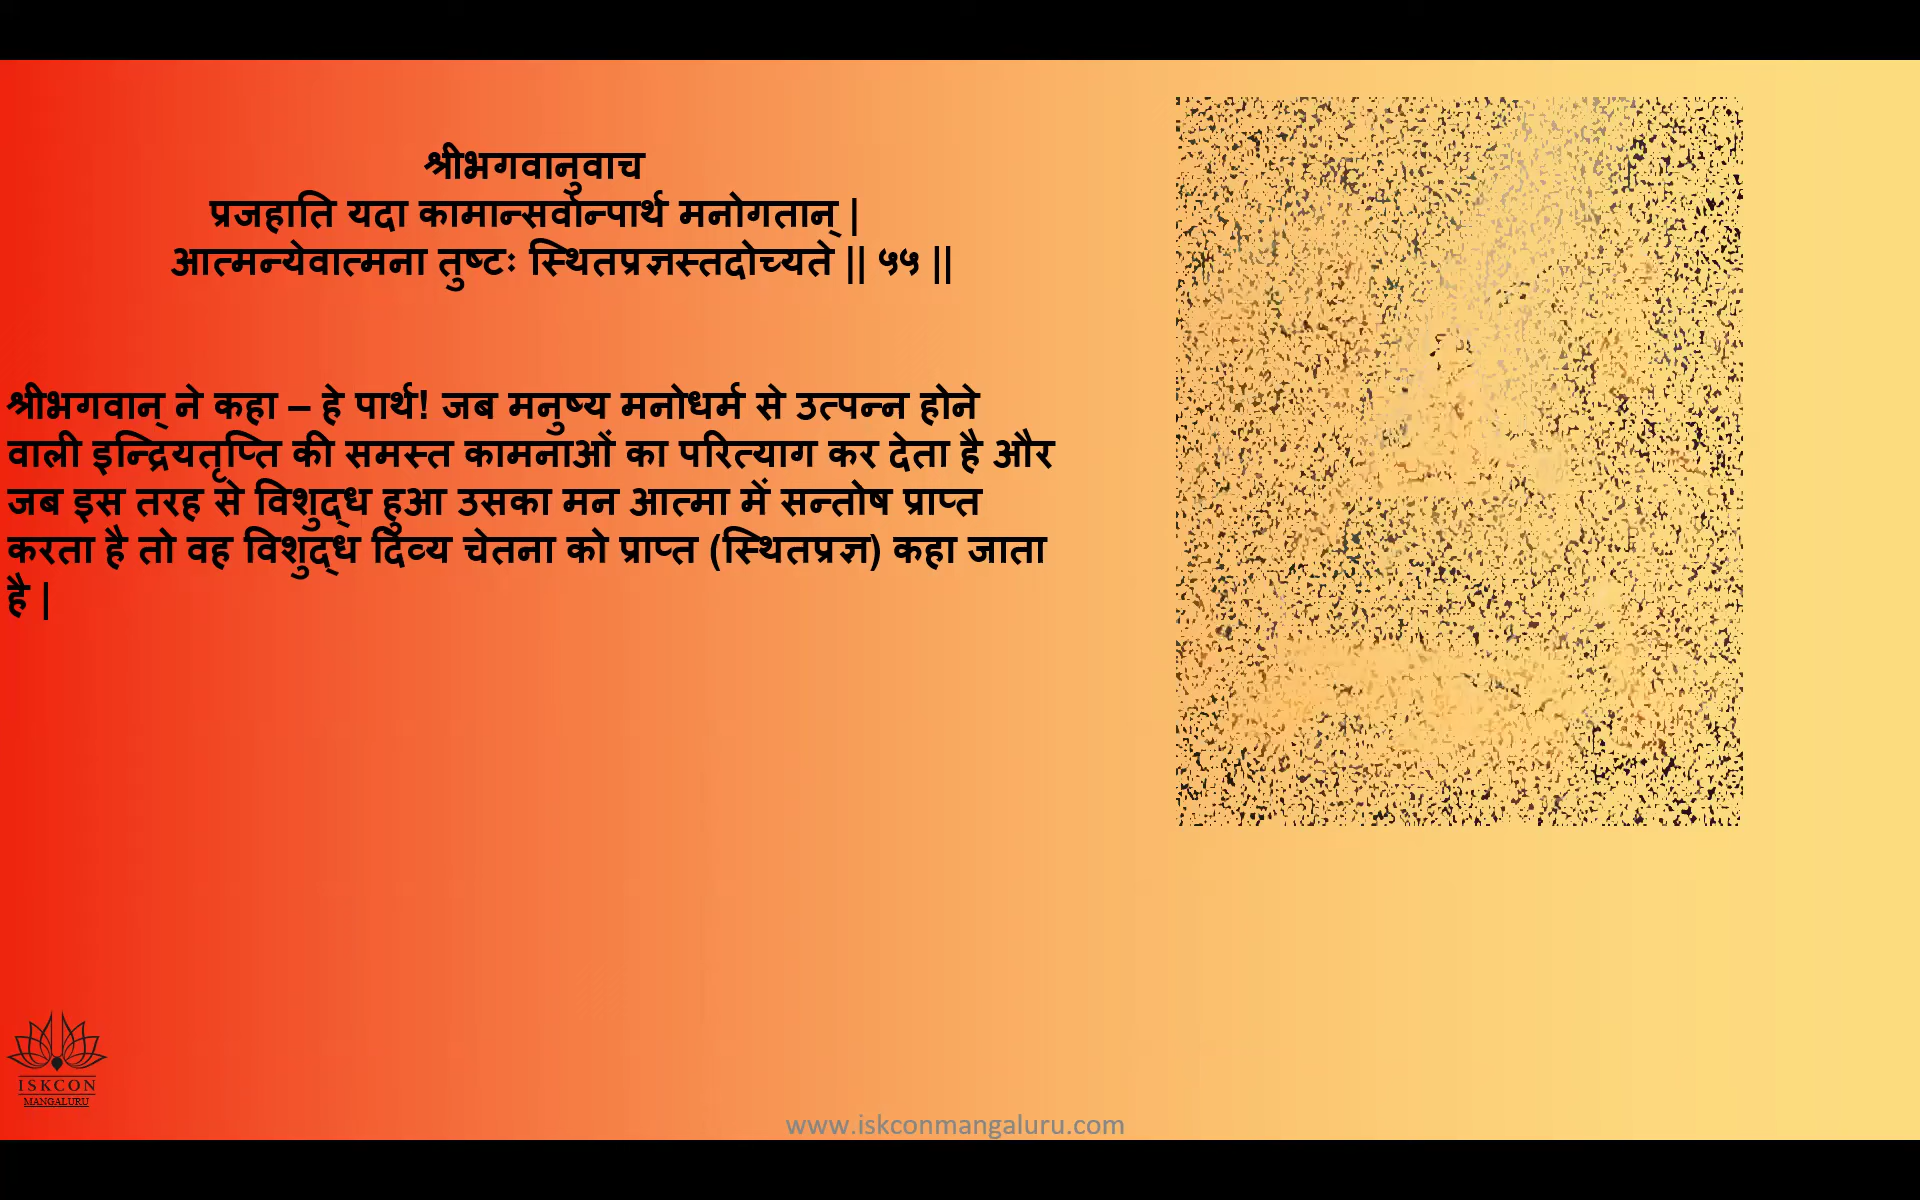 श्रीभगवानुवाच
प्रजहाति यदा कामान्सर्वान्पार्थ मनोगतान् |
आत्मन्येवात्मना तुष्टः स्थितप्रज्ञस्तदोच्यते || ५५ ||
श्रीभगवान् ने कहा – हे पार्थ! जब मनुष्य मनोधर्म से उत्पन्न होने
वाली इन्द्रियतृप्ति की समस्त कामनाओं का परित्याग कर देता है और
जब इस तरह से विशुद्ध हुआ उसका मन आत्मा में सन्तोष प्राप्त
करता है तो वह विशुद्ध दिव्य चेतना को प्राप्त (स्थितप्रज्ञ) कहा जाता
है |
ISKCON
MANGALURU
www.iskconmangaluru.com